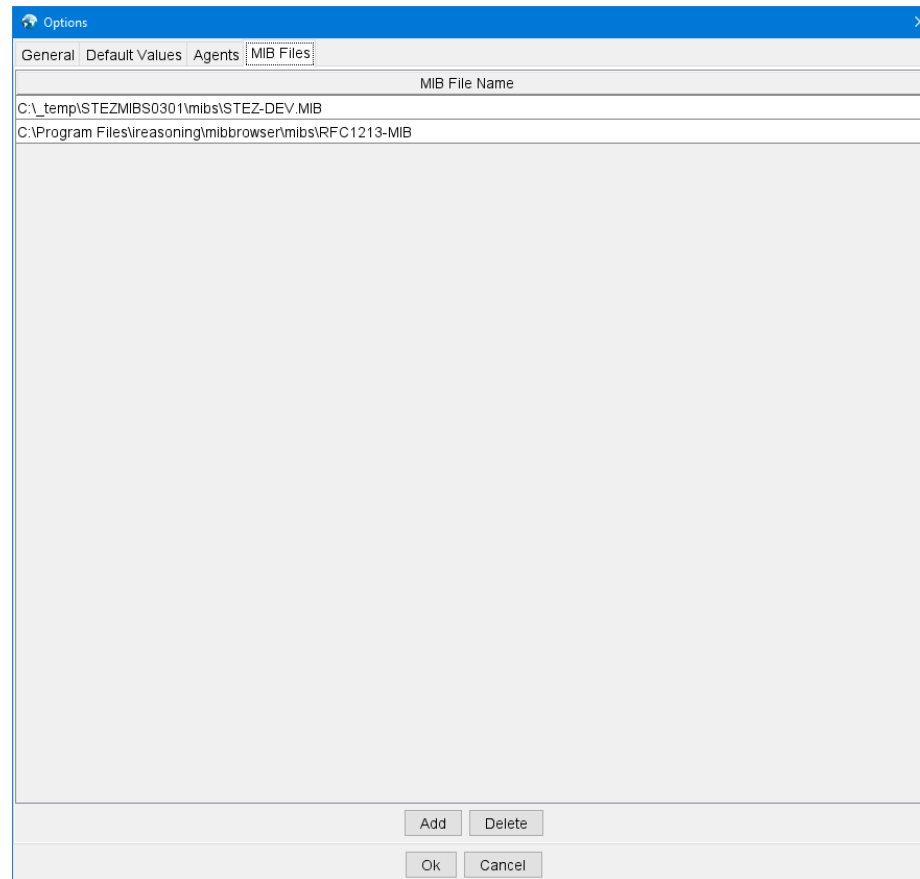 Options
General Default Values Agents MIB Files
MIB File Name
C:\_temp\STEZMIBS0301\mibs\STEZ-DEV.MIB
C:\Program Files\ireasoning\mibbrowser\mibs\RFC1213-MIB
Add Delete
Ok Cancel